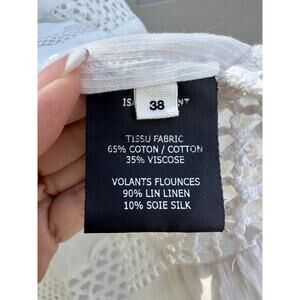 38
TISSU FABRIC
65% COTON / COTTON
35% VISCOSE
VOLANTS FLOUNCES
90% LIN LINEN
10% SOIE SILK